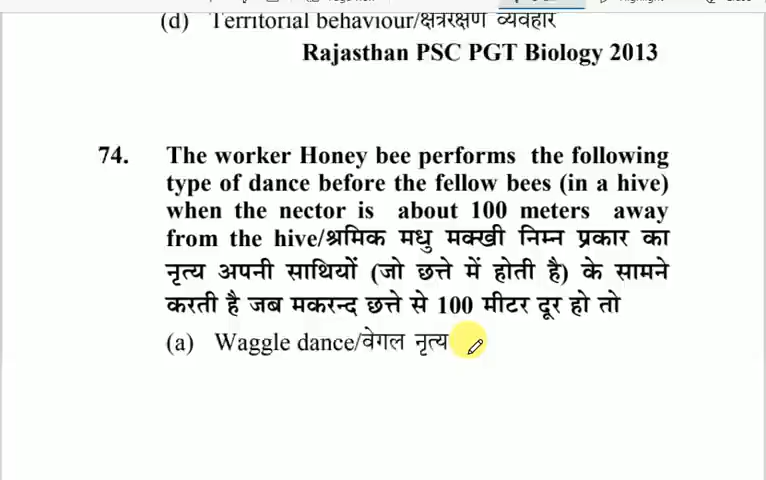 (d) Territorial behaviour/क्षेत्ररक्षण व्यवहार
Rajasthan PSC PGT Biology 2013
74. The worker Honey bee performs the following
type of dance before the fellow bees (in a hive)
when the nector is about 100 meters away
from the hive/श्रमिक मधु मक्खी निम्न प्रकार का
नृत्य अपनी साथियों (जो छत्ते में होती है) के सामने
करती है जब मकरन्द छत्ते से 100 मीटर दूर हो तो
(a) Waggle dance/वेगल नृत्य